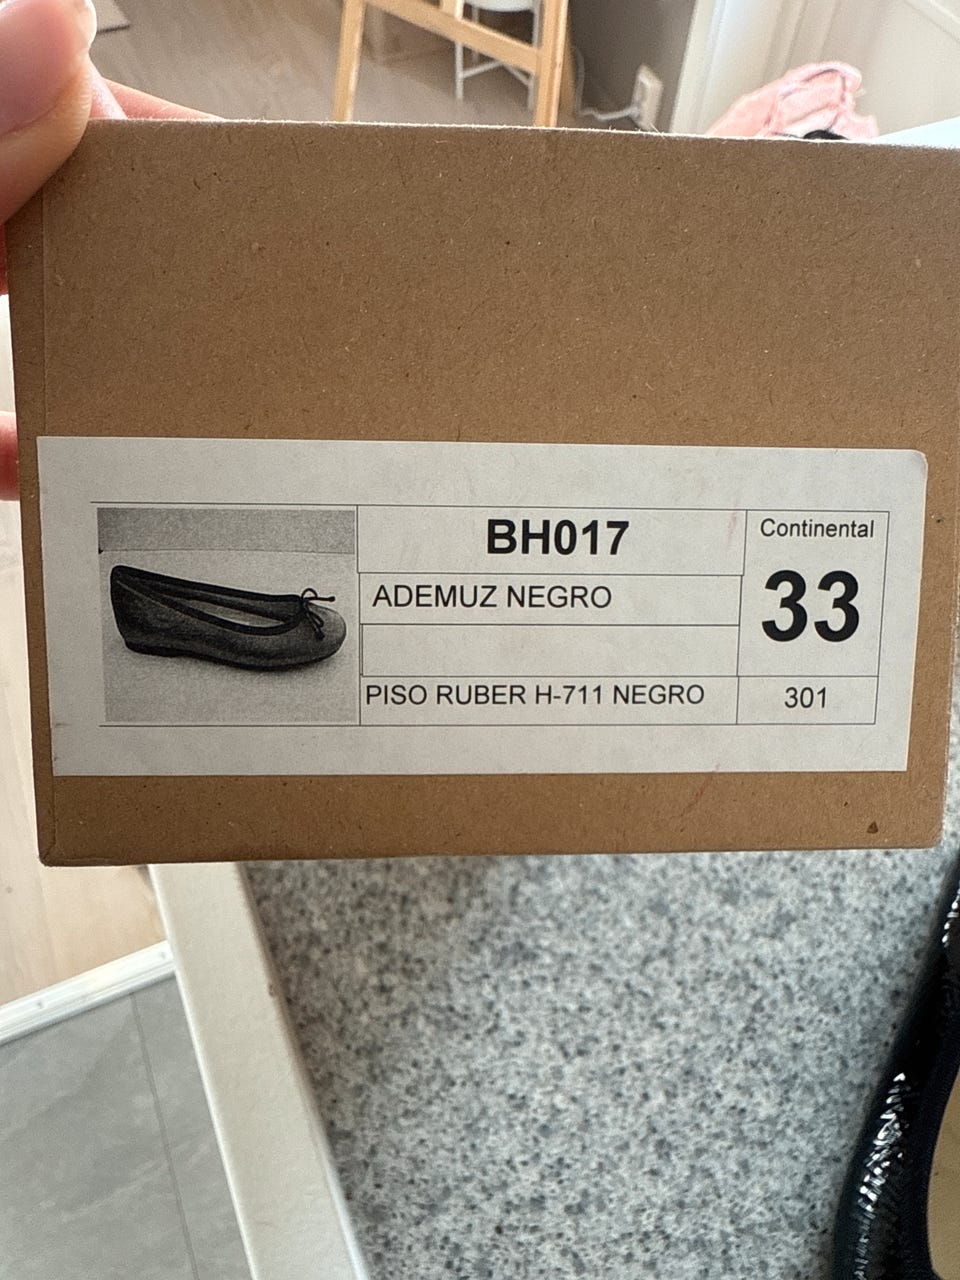 BH017
Continental
ADEMUZ NEGRO
33
PISO RUBER H-711 NEGRO
301